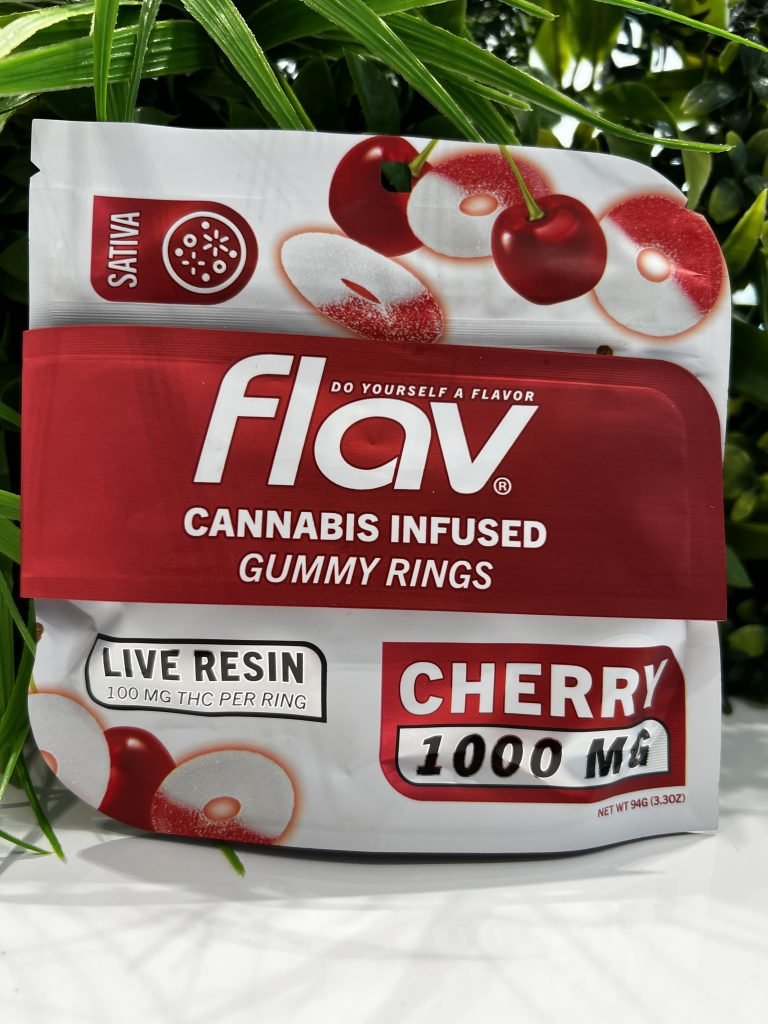 SATIVA
DO YOURSELF A FLAVOR
flav®
CANNABIS INFUSED
GUMMY RINGS
LIVE RESIN
100 MG THC PER RING
CHERRY
1000 MG
NET WT 94G (3.3OZ)